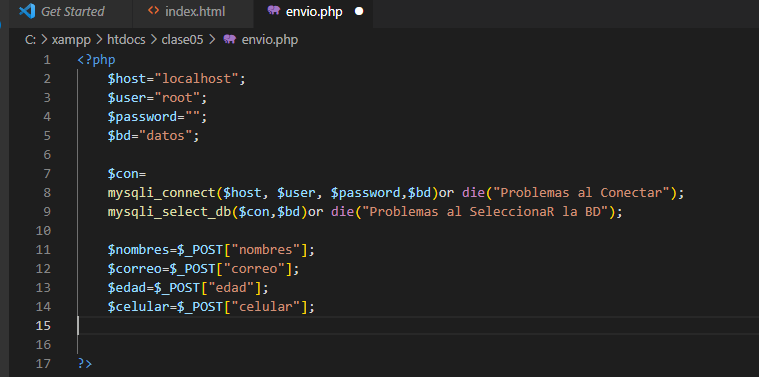 Get Started <> index.html envio.php
C: > xampp > htdocs > clase05 > envio.php
1 <?php
2 $host="localhost";
3 $user="root";
4 $password="";
5 $bd="datos";
6
7 $con=
8 mysqli_connect($host, $user, $password,$bd)or die("Problemas al Conectar");
9 mysqli_select_db($con,$bd)or die("Problemas al SeleccionaR la BD");
10
11 $nombres=$_POST["nombres"];
12 $correo=$_POST["correo"];
13 $edad=$_POST["edad"];
14 $celular=$_POST["celular"];
15
16
17 ?>